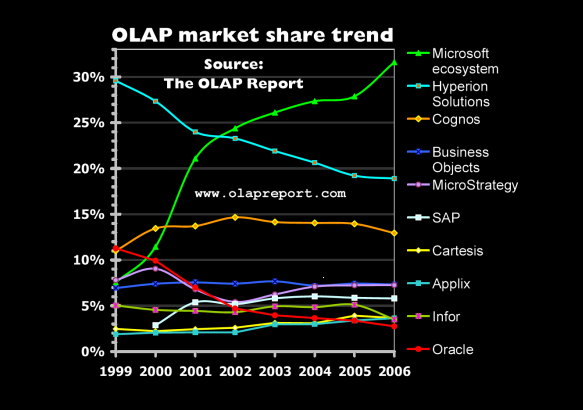 OLAP market share trend
Source:
The OLAP Report
www.olapreport.com
30%
25%
20%
15%
10%
5%
0%
1999 2000 2001 2002 2003 2004 2005 2006
Microsoft
ecosystem
Hyperion
Solutions
Cognos
Business
Objects
MicroStrategy
SAP
Cartesis
Applix
Infor
Oracle